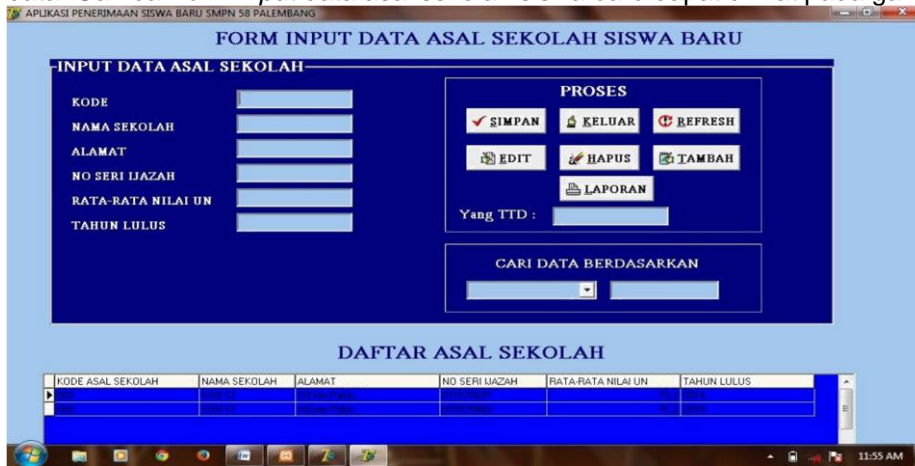 APLIKASI PENERIMAAN SISWA BARU SMPN 58 PALEMBANG
FORM INPUT DATA ASAL SEKOLAH SISWA BARU
INPUT DATA ASAL SEKOLAH
KODE
NAMA SEKOLAH
ALAMAT
NO SERI IJAZAH
RATA-RATA NILAI UN
TAHUN LULUS
PROSES
SIMPAN KELUAR REFRESH
EDIT HAPUS TAMBAH
LAPORAN
Yang TTD :
CARI DATA BERDASARKAN
DAFTAR ASAL SEKOLAH
KODE ASAL SEKOLAH NAMA SEKOLAH ALAMAT NO SERI IJAZAH RATA-RATA NILAI UN TAHUN LULUS
11:55 AM